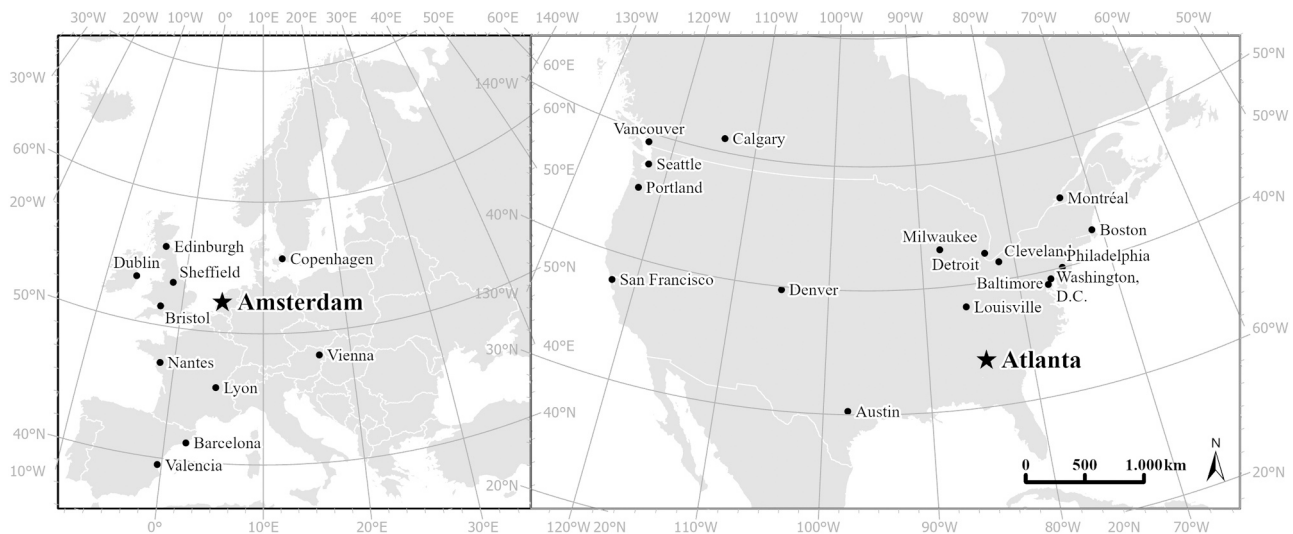 30°W 20°W 10°W 0° 10°E 20°E 30°E 40°E 50°E 60°E
140°W 130°W 120°W 110°W 100°W 90°W 80°W 70°W 60°W 50°W
30°W
60°N
20°W
50°N
40°N
10°W
140°W
40°N
130°W
30°N
20°N
60°E
60°N
50°E
50°N
40°E
40°N
50°N
50°W
40°N
30°N
60°W
20°N
Edinburgh
Dublin
Sheffield
Copenhagen
Amsterdam
Bristol
Nantes
Vienna
Lyon
Barcelona
Valencia
Vancouver
Calgary
Seattle
Portland
Montréal
Boston
Milwaukee
Cleveland
Philadelphia
Detroit
San Francisco
Denver
Baltimore
Washington,
D.C.
Louisville
Atlanta
Austin
0 500 1.000 km
N
0° 10°E 20°E 30°E
120°W 20°N 110°W 100°W 90°W 80°W 20°N 70°W